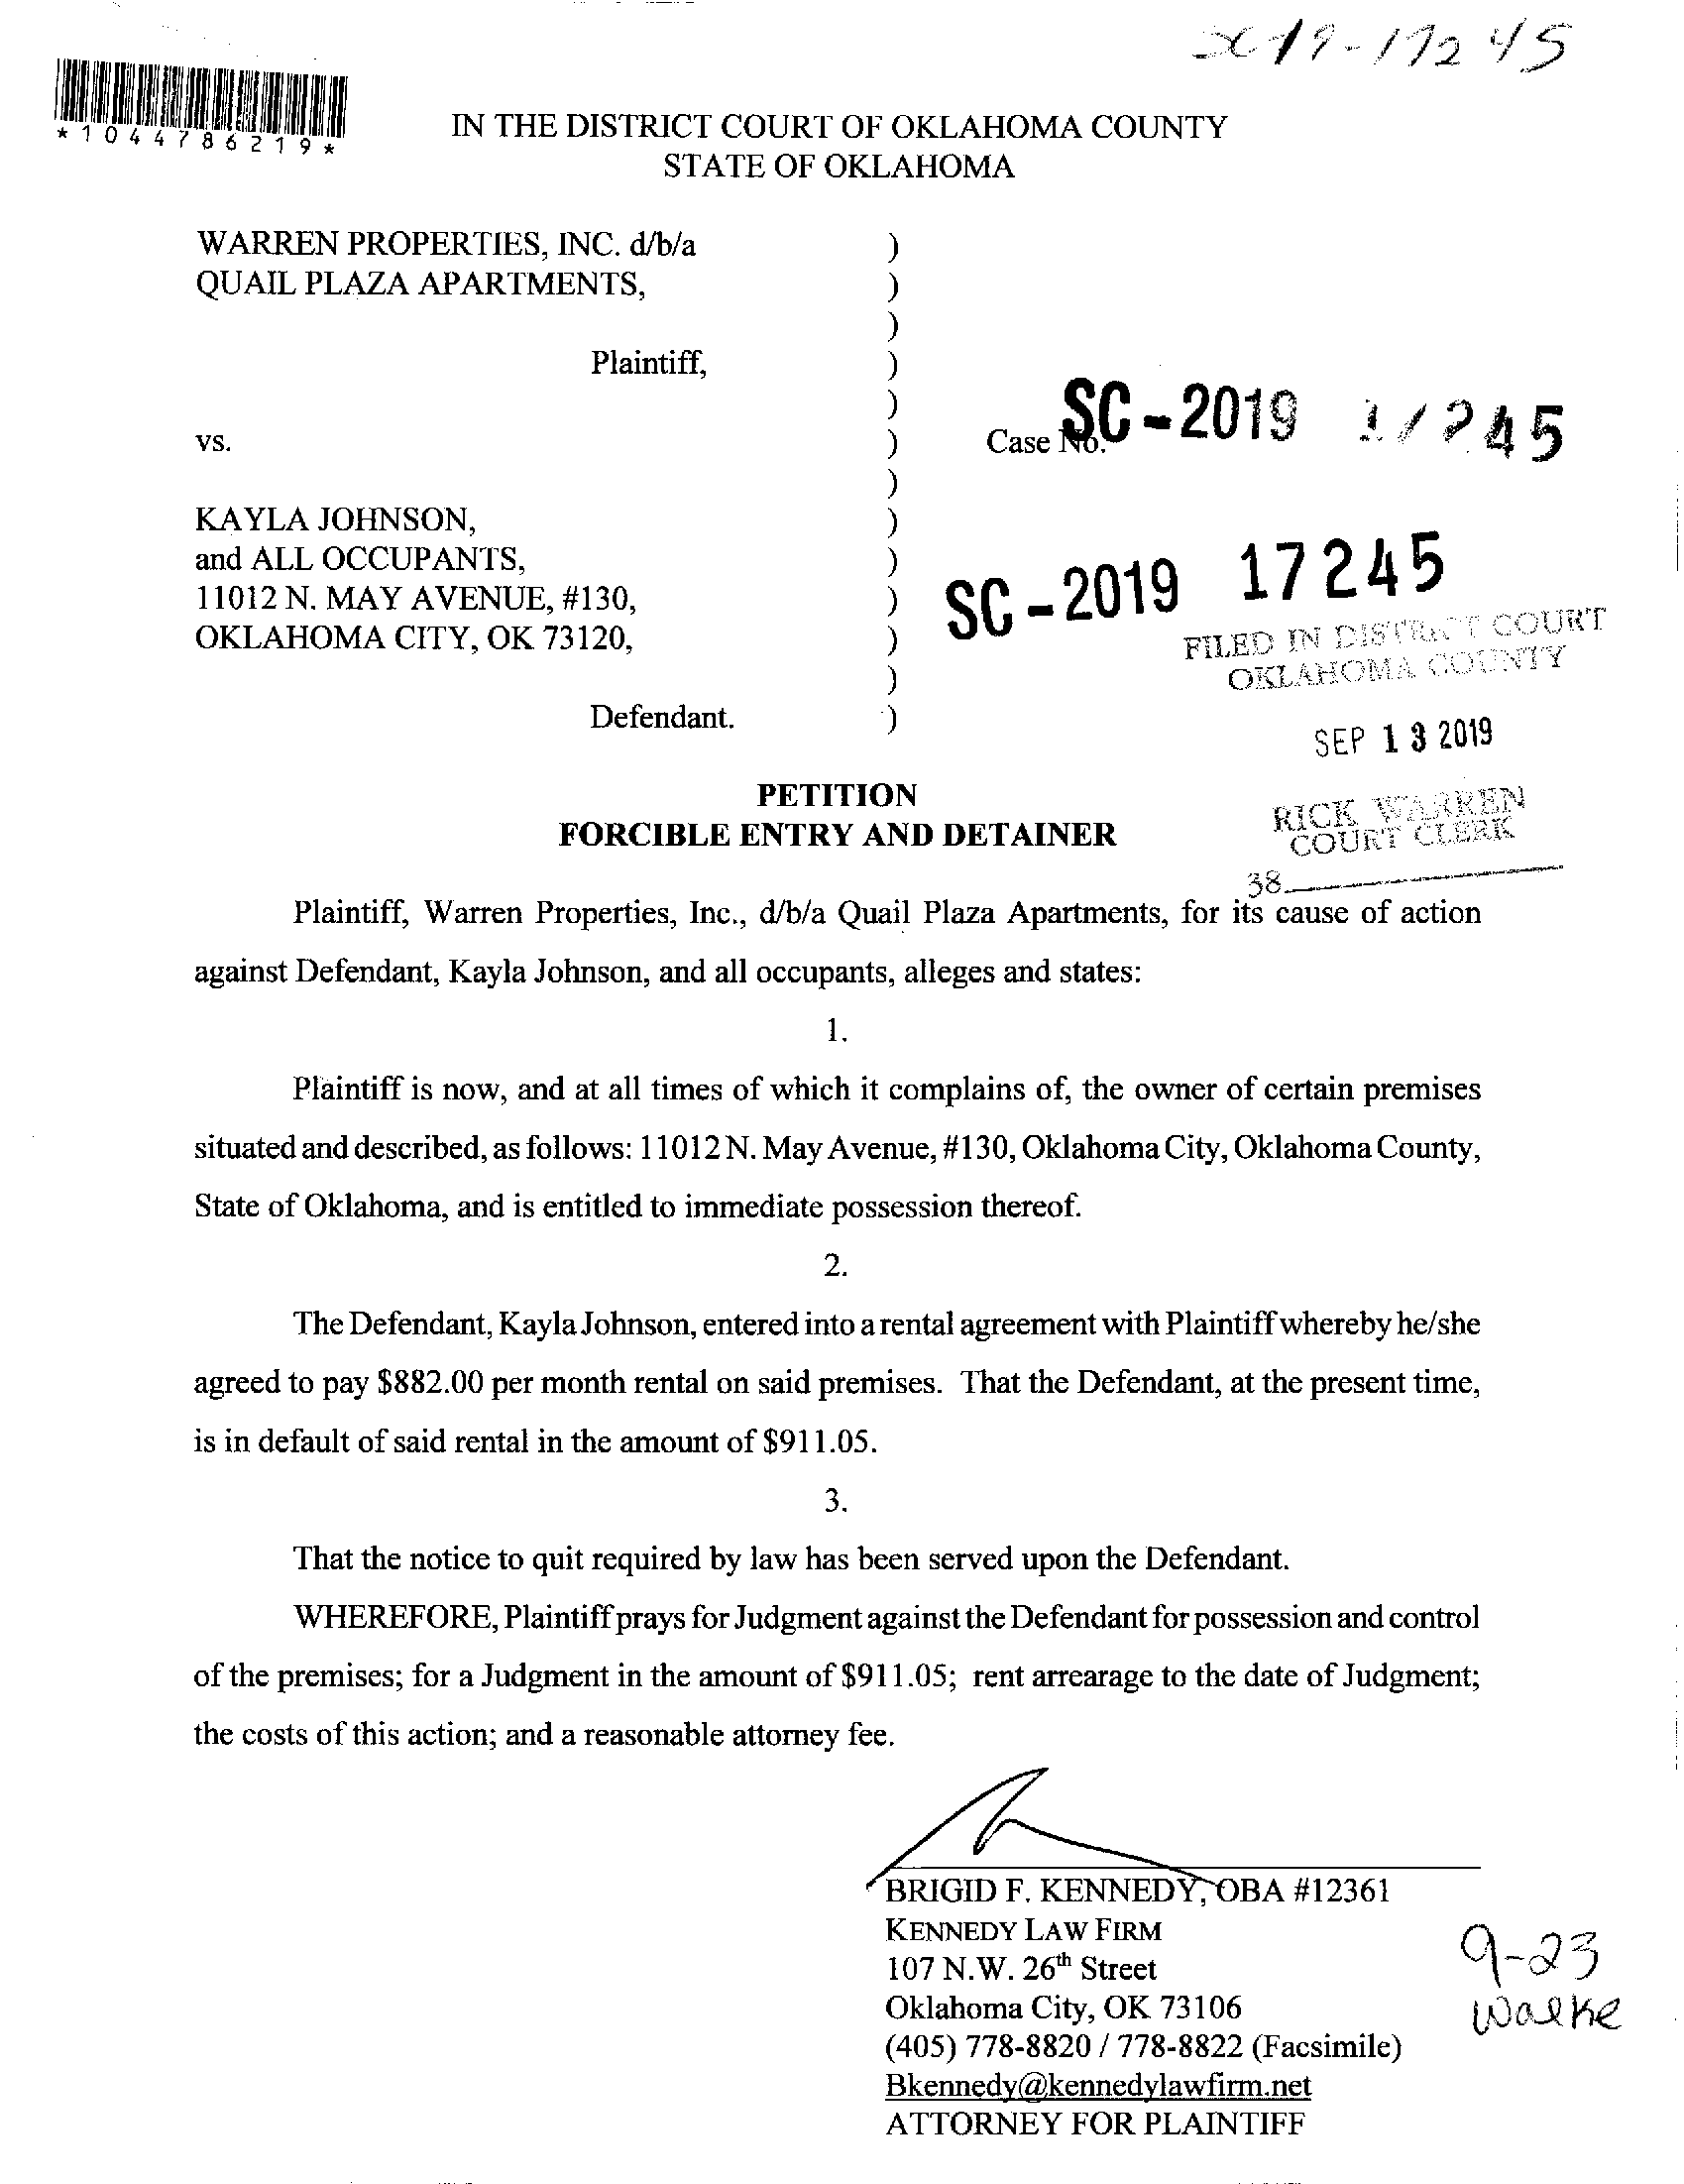 *1044786219*
IN THE DISTRICT COURT OF OKLAHOMA COUNTY
STATE OF OKLAHOMA
WARREN PROPERTIES, INC. d/b/a )
QUAIL PLAZA APARTMENTS, )
)
Plaintiff, )
)
vs. ) Case No. SC-2019
)
KAYLA JOHNSON, )
and ALL OCCUPANTS, )
11012 N. MAY AVENUE, #130, ) SC-2019 17245
OKLAHOMA CITY, OK 73120, )
)
Defendant. )
FILED IN DISTRICT COURT
OKLAHOMA COUNTY
SEP 13 2019
RICK WARREN
COURT CLERK
38
PETITION
FORCIBLE ENTRY AND DETAINER
Plaintiff, Warren Properties, Inc., d/b/a Quail Plaza Apartments, for its cause of action
against Defendant, Kayla Johnson, and all occupants, alleges and states:
1.
Plaintiff is now, and at all times of which it complains of, the owner of certain premises
situated and described, as follows: 11012 N. May Avenue, #130, Oklahoma City, Oklahoma County,
State of Oklahoma, and is entitled to immediate possession thereof.
2.
The Defendant, Kayla Johnson, entered into a rental agreement with Plaintiff whereby he/she
agreed to pay $882.00 per month rental on said premises. That the Defendant, at the present time,
is in default of said rental in the amount of $911.05.
3.
That the notice to quit required by law has been served upon the Defendant.
WHEREFORE, Plaintiff prays for Judgment against the Defendant for possession and control
of the premises; for a Judgment in the amount of $911.05; rent arrearage to the date of Judgment;
the costs of this action; and a reasonable attorney fee.
BRIGID F. KENNEDY, OBA #12361
KENNEDY LAW FIRM
107 N.W. 26th Street
Oklahoma City, OK 73106
(405) 778-8820 / 778-8822 (Facsimile)
Bkennedy@kennedylawfirm.net
ATTORNEY FOR PLAINTIFF
9-23
Walke